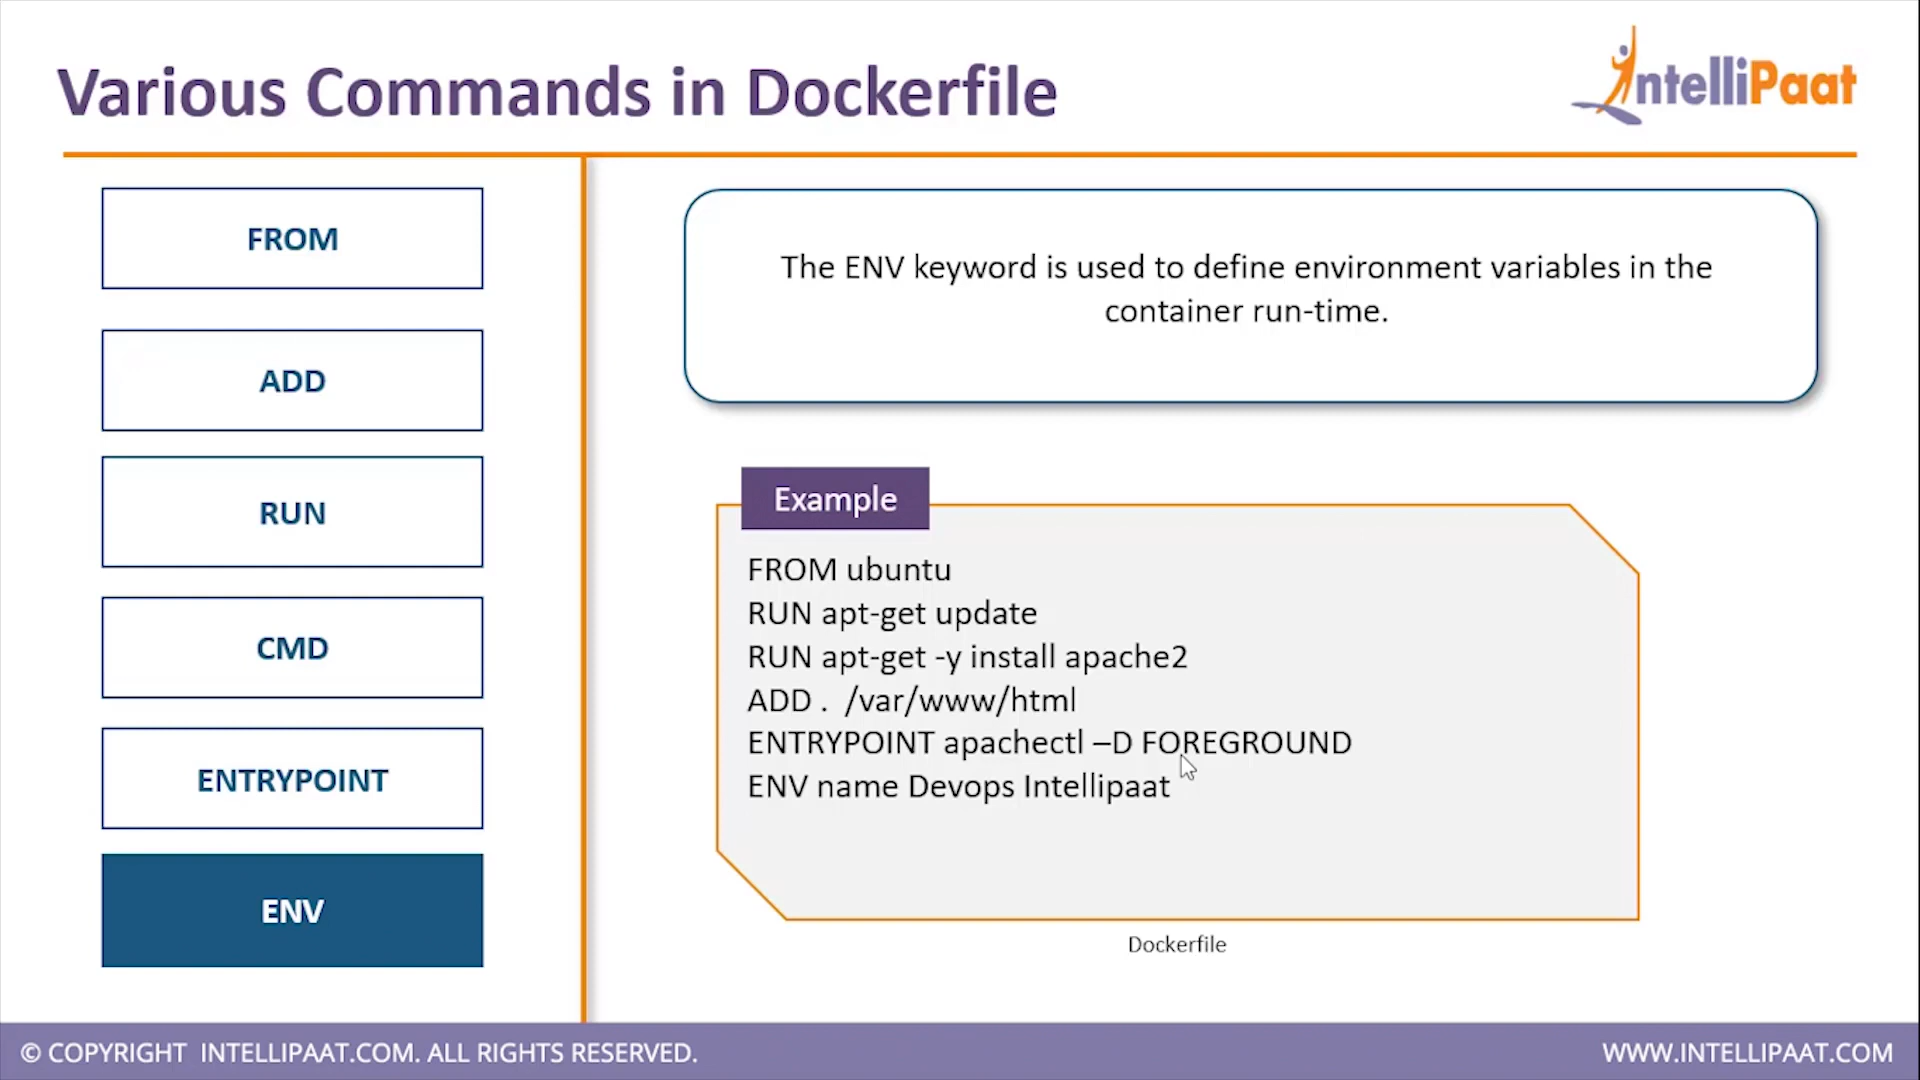 Various Commands in Dockerfile
IntelliPaat
FROM
ADD
RUN
CMD
ENTRYPOINT
ENV
The ENV keyword is used to define environment variables in the
container run-time.
Example
FROM ubuntu
RUN apt-get update
RUN apt-get -y install apache2
ADD .  /var/www/html
ENTRYPOINT apachectl –D FOREGROUND
ENV name Devops Intellipaat
Dockerfile
© COPYRIGHT  INTELLIPAAT.COM. ALL RIGHTS RESERVED.
WWW.INTELLIPAAT.COM